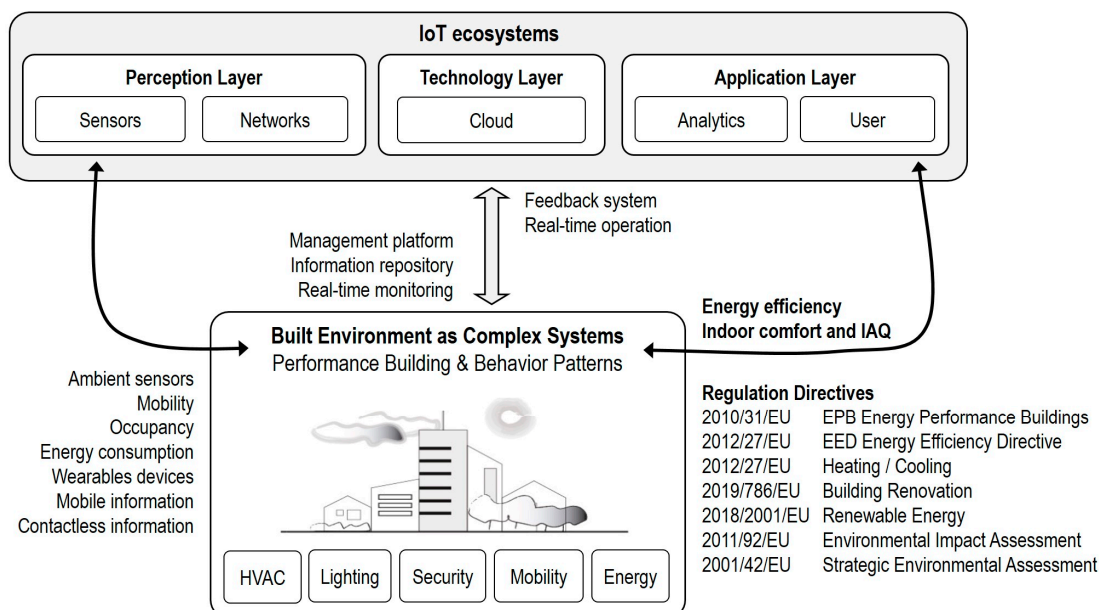 IoT ecosystems
Perception Layer
Sensors
Networks
Technology Layer
Cloud
Application Layer
Analytics
User
Feedback system
Real-time operation
Management platform
Information repository
Real-time monitoring
Energy efficiency
Indoor comfort and IAQ
Built Environment as Complex Systems
Performance Building & Behavior Patterns
Ambient sensors
Mobility
Occupancy
Energy consumption
Wearables devices
Mobile information
Contactless information
Regulation Directives
2010/31/EU EPB Energy Performance Buildings
2012/27/EU EED Energy Efficiency Directive
2012/27/EU Heating / Cooling
2019/786/EU Building Renovation
2018/2001/EU Renewable Energy
2011/92/EU Environmental Impact Assessment
2001/42/EU Strategic Environmental Assessment
HVAC
Lighting
Security
Mobility
Energy